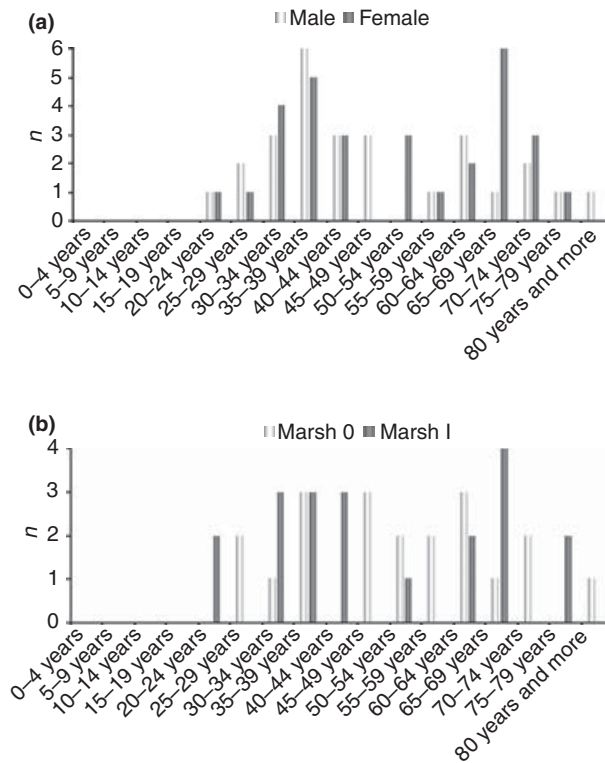 (a)
Male Female
n
6
5
4
3
2
1
0
0–4 years
5–9 years
10–14 years
15–19 years
20–24 years
25–29 years
30–34 years
35–39 years
40–44 years
45–49 years
50–54 years
55–59 years
60–64 years
65–69 years
70–74 years
75–79 years
80 years and more
(b)
Marsh 0 Marsh I
n
4
3
2
1
0
0–4 years
5–9 years
10–14 years
15–19 years
20–24 years
25–29 years
30–34 years
35–39 years
40–44 years
45–49 years
50–54 years
55–59 years
60–64 years
65–69 years
70–74 years
75–79 years
80 years and more